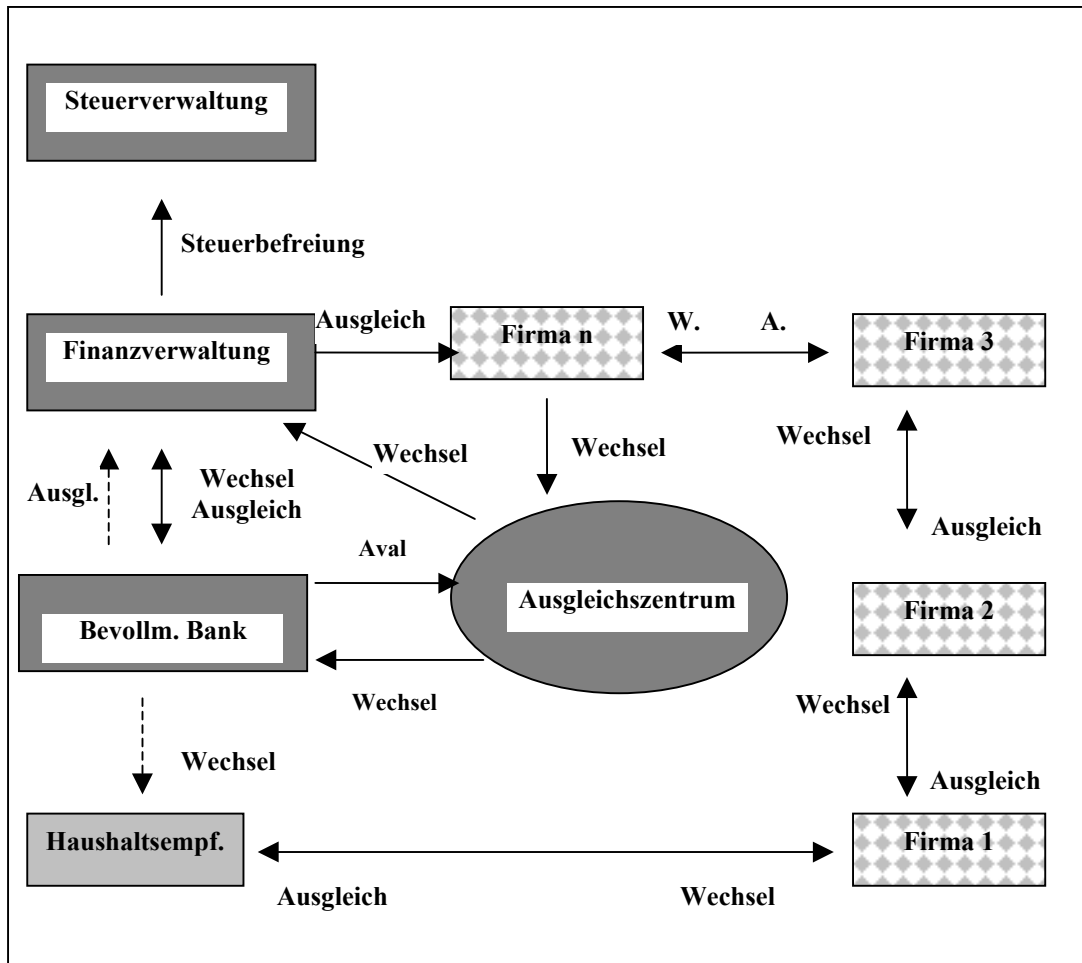 Steuerverwaltung
Steuerbefreiung
Ausgleich
Firma n
W.
A.
Firma 3
Finanzverwaltung
Wechsel
Wechsel
Wechsel
Ausgl.
Wechsel
Ausgleich
Ausgleich
Aval
Ausgleichszentrum
Firma 2
Bevollm. Bank
Wechsel
Wechsel
Wechsel
Ausgleich
Haushaltsempf.
Firma 1
Ausgleich
Wechsel